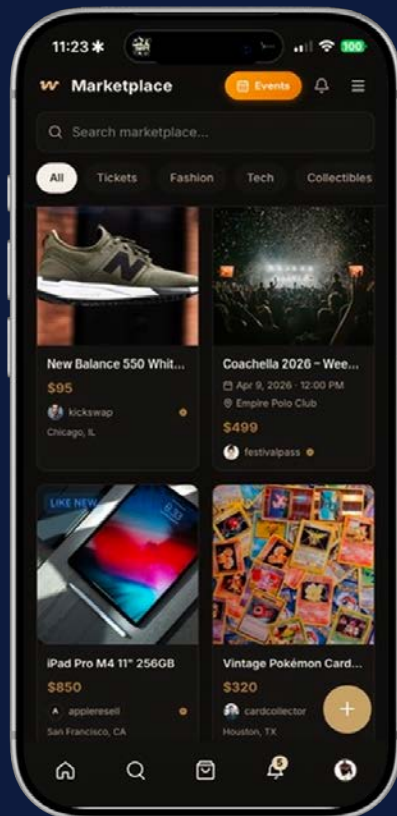 11:23
100
Marketplace
Events
Search marketplace...
All
Tickets
Fashion
Tech
Collectibles
New Balance 550 Whit...
$95
kickswap
Chicago, IL
Coachella 2026 – Wee...
Apr 9, 2026 · 12:00 PM
Empire Polo Club
$499
festivalpass
LIKE NEW
6:33
iPad Pro M4 11" 256GB
$850
A appleresell
San Francisco, CA
Vintage Pokémon Card...
$320
cardcollector
Houston, TX
5